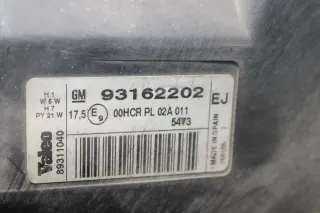 H 1
W 5 W
H 7
PY 21 W
GM 93162202 EJ
17,5 E9 00HCR PL 02A 011
5473
Valeo
89311040
MADE IN SPAIN